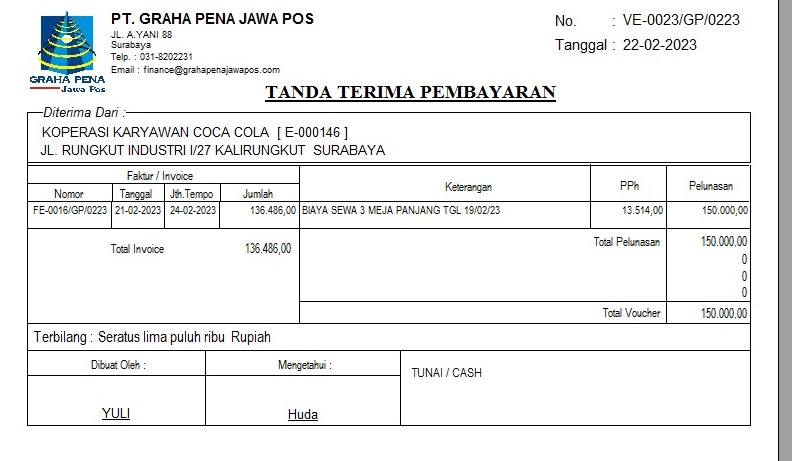 GRAHA PENA
Jawa Pos
PT. GRAHA PENA JAWA POS
JL. A.YANI 88
Surabaya
Telp. : 031-8202231
Email : finance@grahapenajawapos.com
No. : VE-0023/GP/0223
Tanggal : 22-02-2023
TANDA TERIMA PEMBAYARAN
Diterima Dari :
KOPERASI KARYAWAN COCA COLA [ E-000146 ]
JL. RUNGKUT INDUSTRI I/27 KALIRUNGKUT SURABAYA
Faktur / Invoice Keterangan PPh Pelunasan
Nomor Tanggal Jth.Tempo Jumlah
FE-0016/GP/0223 21-02-2023 24-02-2023 136.486,00 BIAYA SEWA 3 MEJA PANJANG TGL 19/02/23 13.514,00 150.000,00
Total Invoice 136.486,00 Total Pelunasan 150.000,00
0
0
0
Total Voucher 150.000,00
Terbilang : Seratus lima puluh ribu Rupiah
Dibuat Oleh : Mengetahui : TUNAI / CASH
YULI Huda